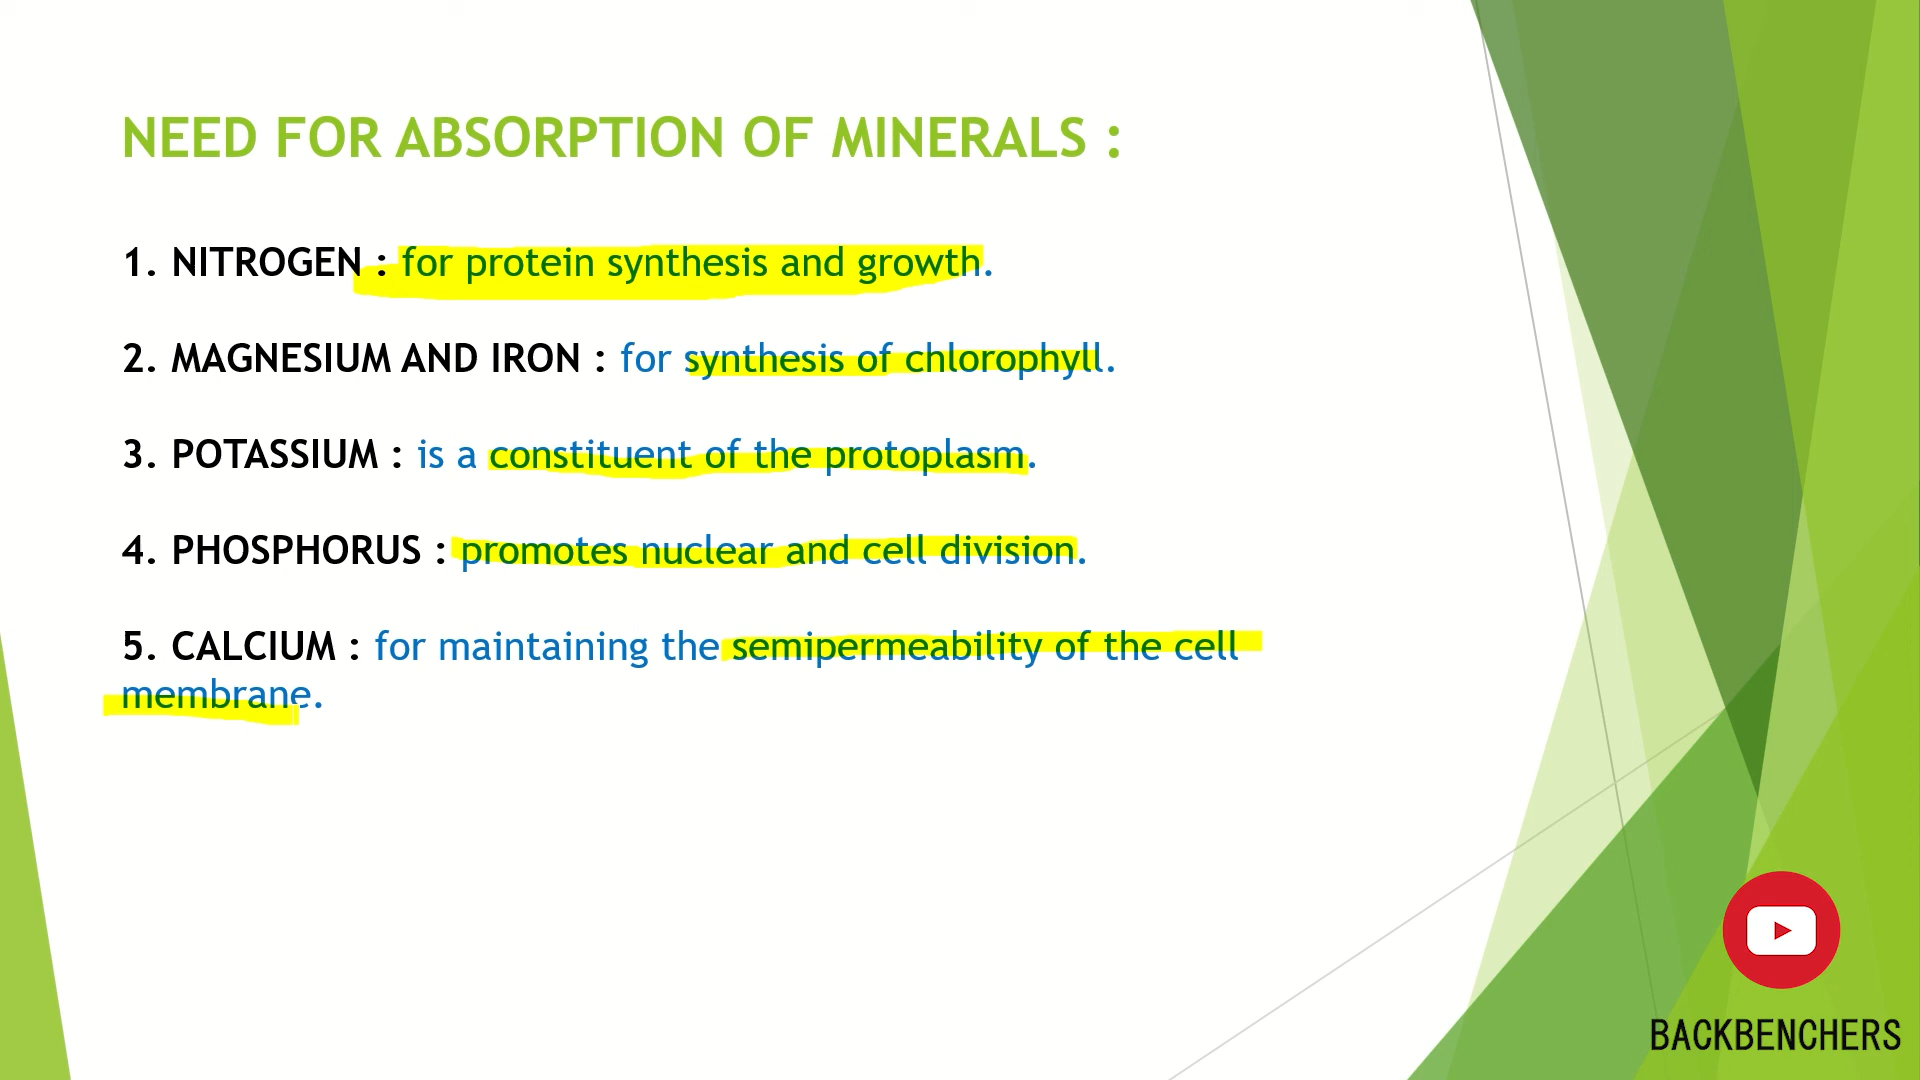 NEED FOR ABSORPTION OF MINERALS :
1. NITROGEN : for protein synthesis and growth.
2. MAGNESIUM AND IRON : for synthesis of chlorophyll.
3. POTASSIUM : is a constituent of the protoplasm.
4. PHOSPHORUS : promotes nuclear and cell division.
5. CALCIUM : for maintaining the semipermeability of the cell
membrane.
BACKBENCHERS